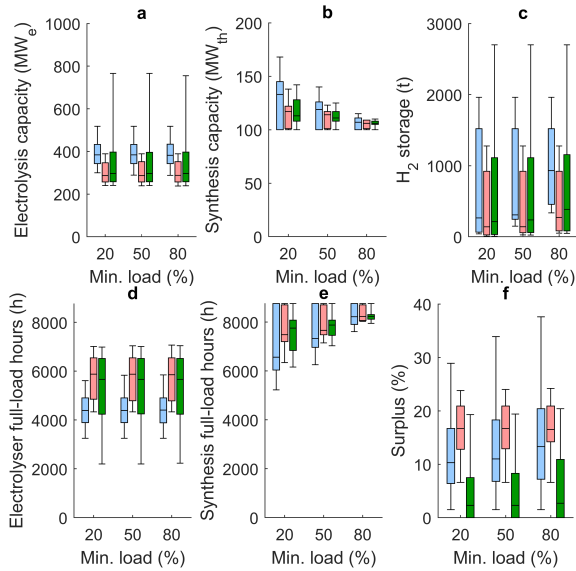 a
Electrolysis capacity (MWe)
1000
800
600
400
200
0
20 50 80
Min. load (%)
b
Synthesis capacity (MWth)
200
150
100
50
0
20 50 80
Min. load (%)
c
H2 storage (t)
3000
2000
1000
0
20 50 80
Min. load (%)
d
Electrolyser full-load hours (h)
8000
6000
4000
2000
0
20 50 80
Min. load (%)
e
Synthesis full-load hours (h)
8000
6000
4000
2000
0
20 50 80
Min. load (%)
f
Surplus (%)
40
30
20
10
0
20 50 80
Min. load (%)